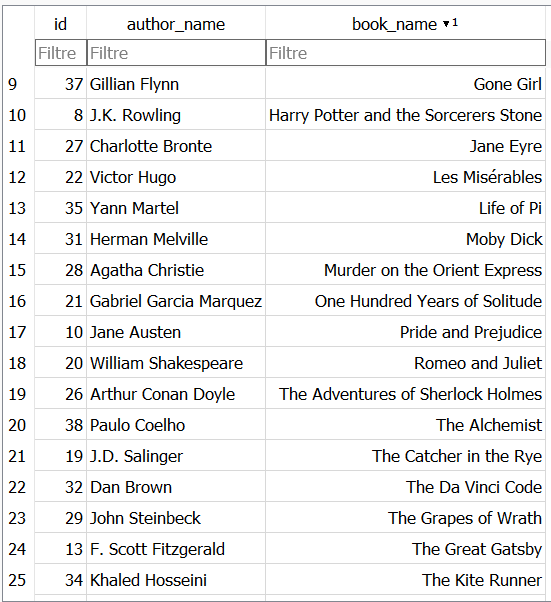 id author_name book_name ▼1
Filtre Filtre Filtre
9 37 Gillian Flynn Gone Girl
10 8 J.K. Rowling Harry Potter and the Sorcerers Stone
11 27 Charlotte Bronte Jane Eyre
12 22 Victor Hugo Les Misérables
13 35 Yann Martel Life of Pi
14 31 Herman Melville Moby Dick
15 28 Agatha Christie Murder on the Orient Express
16 21 Gabriel Garcia Marquez One Hundred Years of Solitude
17 10 Jane Austen Pride and Prejudice
18 20 William Shakespeare Romeo and Juliet
19 26 Arthur Conan Doyle The Adventures of Sherlock Holmes
20 38 Paulo Coelho The Alchemist
21 19 J.D. Salinger The Catcher in the Rye
22 32 Dan Brown The Da Vinci Code
23 29 John Steinbeck The Grapes of Wrath
24 13 F. Scott Fitzgerald The Great Gatsby
25 34 Khaled Hosseini The Kite Runner